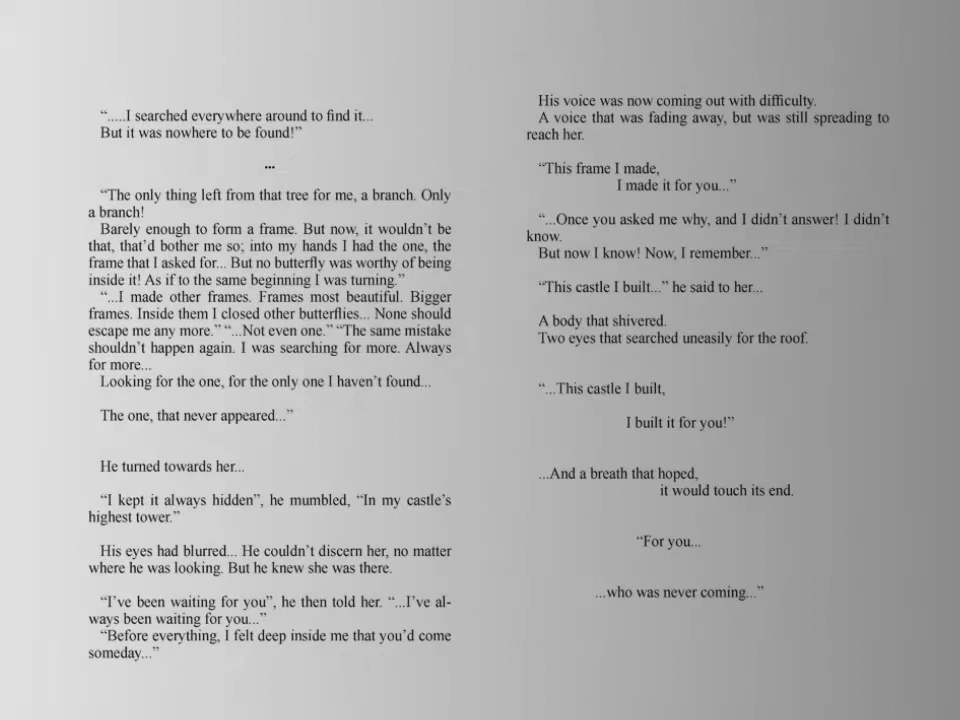 “.....I searched everywhere around to find it...
But it was nowhere to be found!”
...
“The only thing left from that tree for me, a branch. Only
a branch!
Barely enough to form a frame. But now, it wouldn’t be
that, that’d bother me so; into my hands I had the one, the
frame that I asked for... But no butterfly was worthy of being
inside it! As if to the same beginning I was turning.”
“...I made other frames. Frames most beautiful. Bigger
frames. Inside them I closed other butterflies... None should
escape me any more.” “...Not even one.” “The same mistake
shouldn’t happen again. I was searching for more. Always
for more...
Looking for the one, for the only one I haven’t found...
The one, that never appeared...”
He turned towards her...
“I kept it always hidden”, he mumbled, “In my castle’s
highest tower.”
His eyes had blurred... He couldn’t discern her, no matter
where he was looking. But he knew she was there.
“I’ve been waiting for you”, he then told her. “...I’ve al-
ways been waiting for you...”
“Before everything, I felt deep inside me that you’d come
someday...”
His voice was now coming out with difficulty.
A voice that was fading away, but was still spreading to
reach her.
“This frame I made,
I made it for you...”
“...Once you asked me why, and I didn’t answer! I didn’t
know.
But now I know! Now, I remember...”
“This castle I built...” he said to her...
A body that shivered.
Two eyes that searched uneasily for the roof.
“...This castle I built,
I built it for you!”
...And a breath that hoped,
it would touch its end.
“For you...
...who was never coming...”